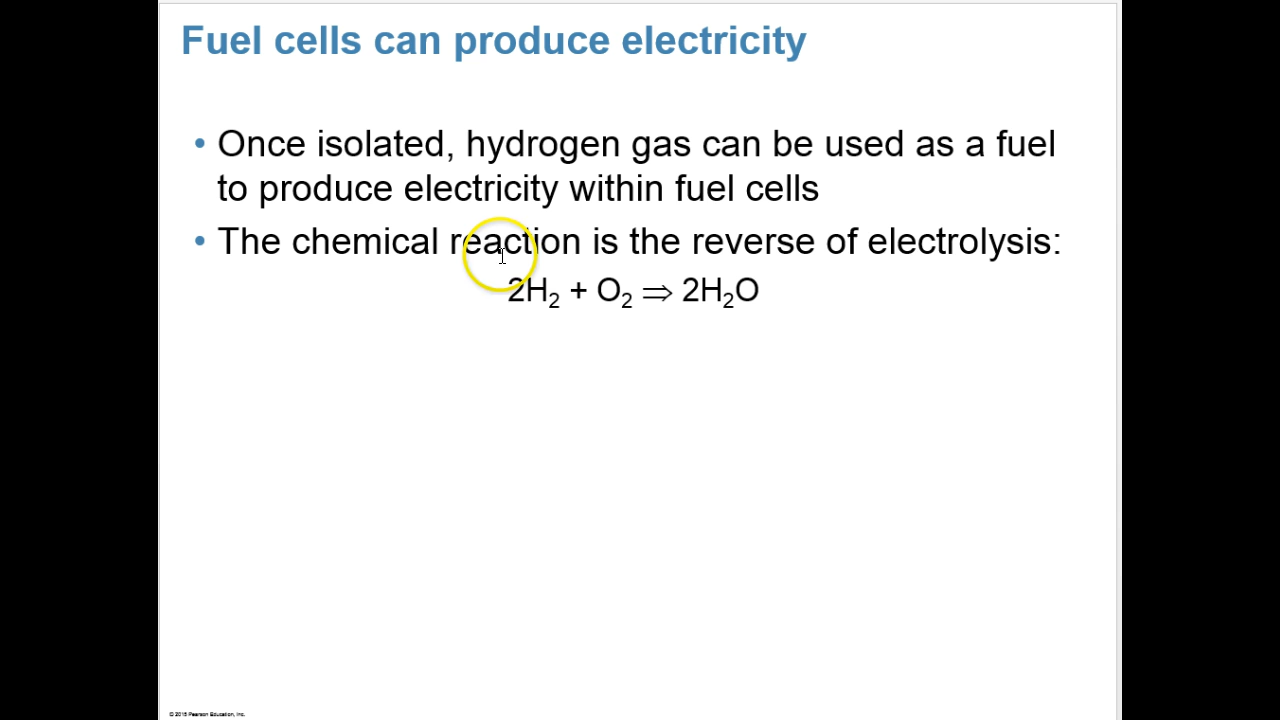 Fuel cells can produce electricity
• Once isolated, hydrogen gas can be used as a fuel
to produce electricity within fuel cells
• The chemical reaction is the reverse of electrolysis:
2H₂ + O₂ ⇒ 2H₂O
© 2015 Pearson Education, Inc.